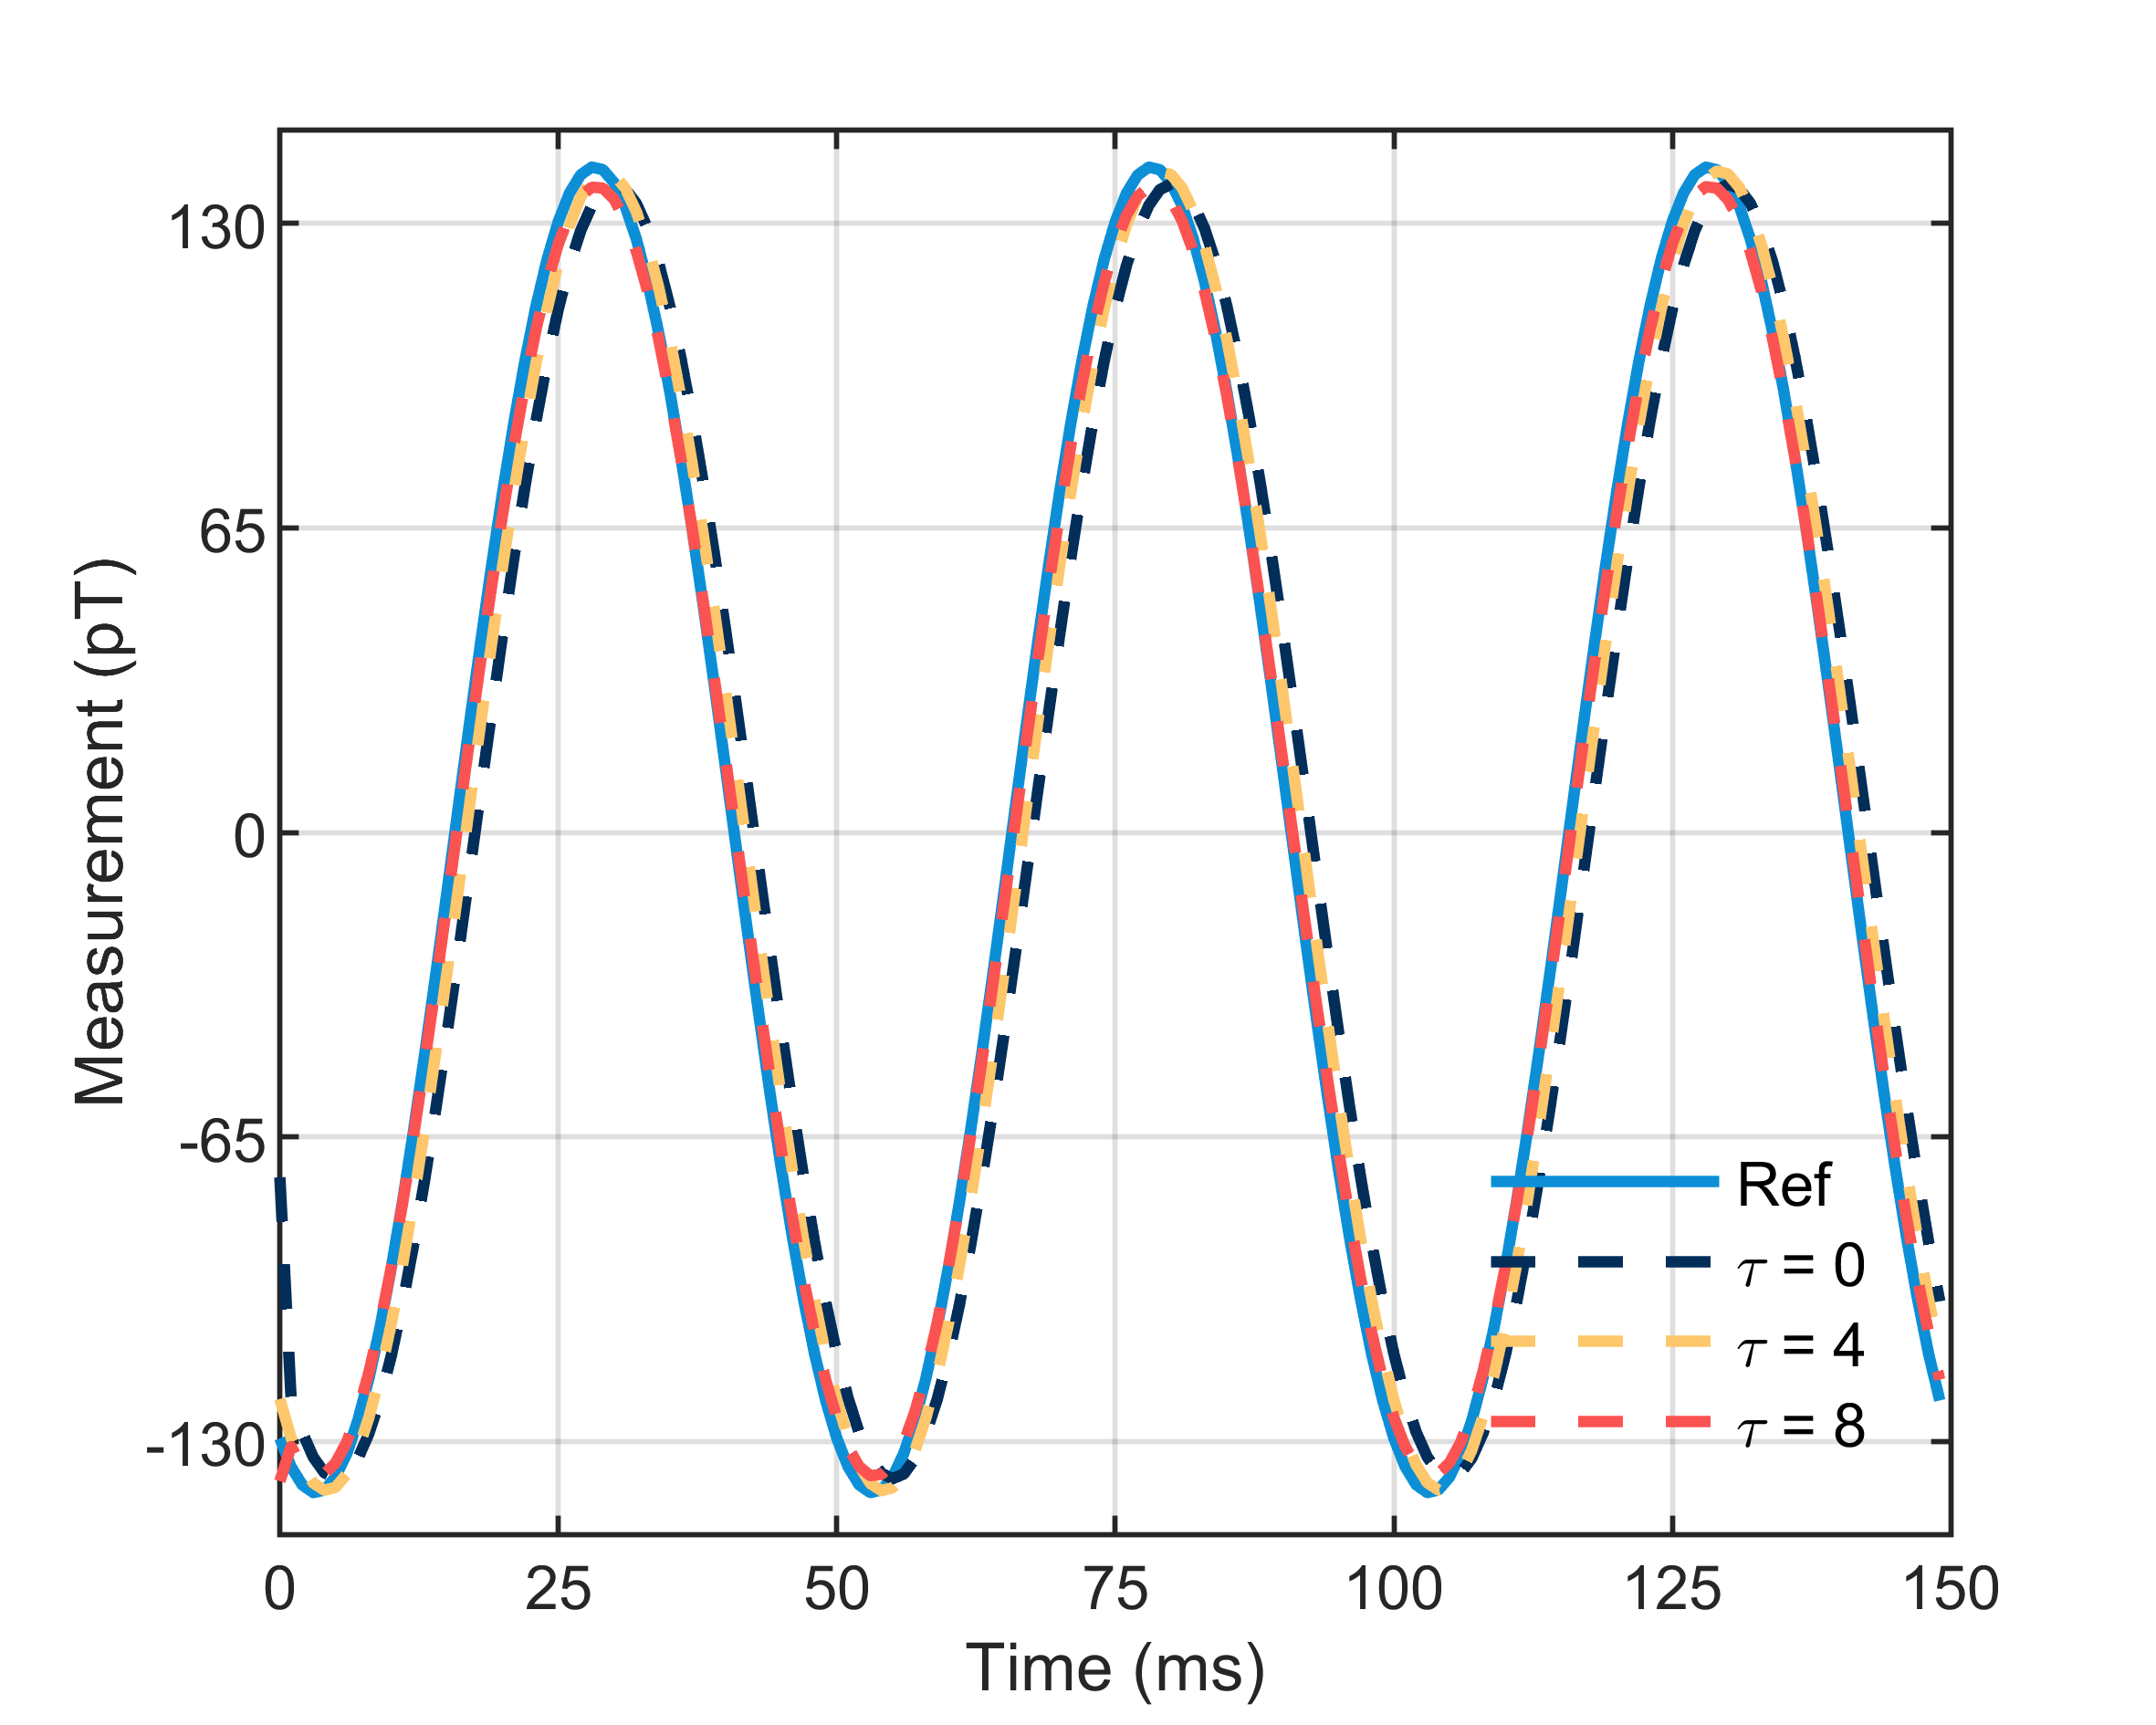 Measurement (pT)
130
65
0
-65
-130
Ref
τ = 0
τ = 4
τ = 8
0 25 50 75 100 125 150
Time (ms)